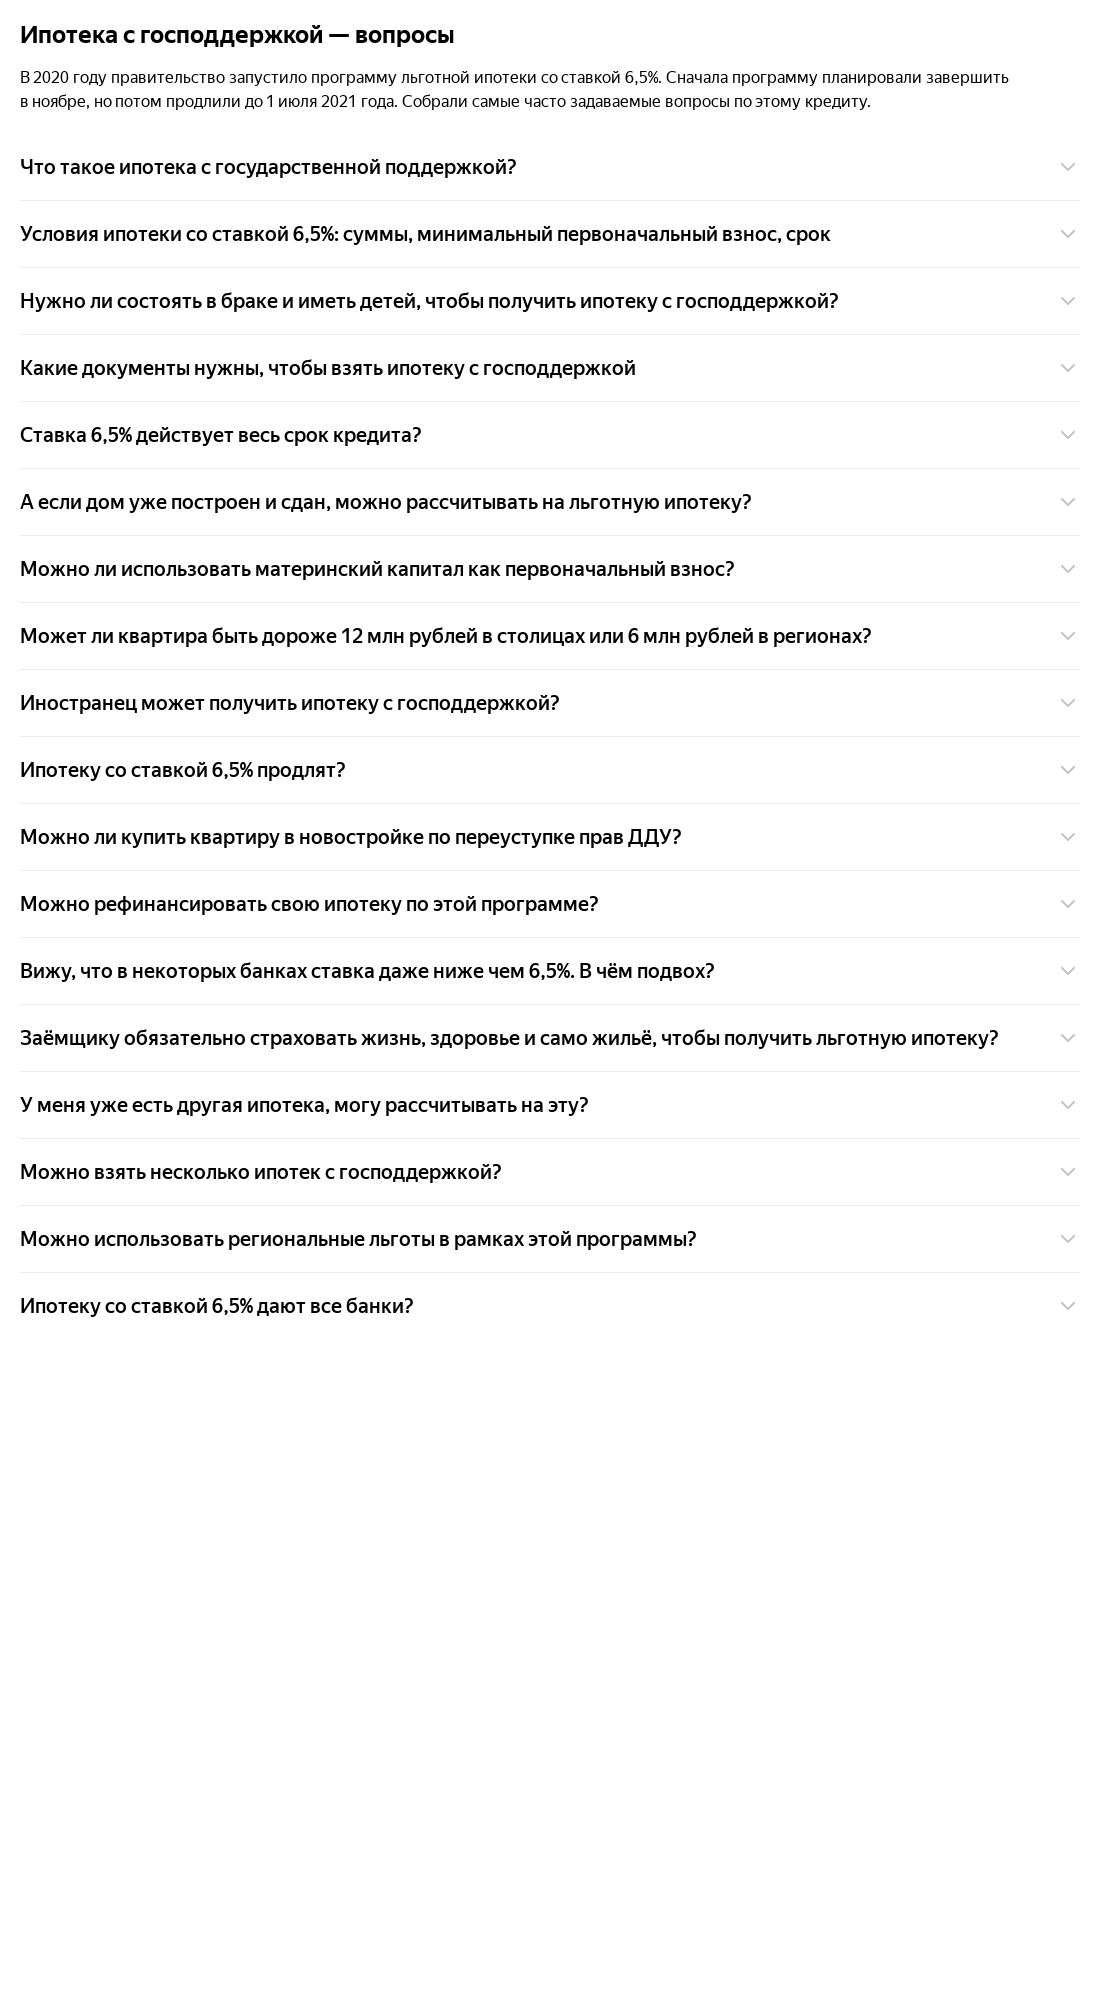 Ипотека с господдержкой — вопросы
В 2020 году правительство запустило программу льготной ипотеки со ставкой 6,5%. Сначала программу планировали завершить
в ноябре, но потом продлили до 1 июля 2021 года. Собрали самые часто задаваемые вопросы по этому кредиту.
Что такое ипотека с государственной поддержкой?
Условия ипотеки со ставкой 6,5%: суммы, минимальный первоначальный взнос, срок
Нужно ли состоять в браке и иметь детей, чтобы получить ипотеку с господдержкой?
Какие документы нужны, чтобы взять ипотеку с господдержкой
Ставка 6,5% действует весь срок кредита?
А если дом уже построен и сдан, можно рассчитывать на льготную ипотеку?
Можно ли использовать материнский капитал как первоначальный взнос?
Может ли квартира быть дороже 12 млн рублей в столицах или 6 млн рублей в регионах?
Иностранец может получить ипотеку с господдержкой?
Ипотеку со ставкой 6,5% продлят?
Можно ли купить квартиру в новостройке по переуступке прав ДДУ?
Можно рефинансировать свою ипотеку по этой программе?
Вижу, что в некоторых банках ставка даже ниже чем 6,5%. В чём подвох?
Заёмщику обязательно страховать жизнь, здоровье и само жильё, чтобы получить льготную ипотеку?
У меня уже есть другая ипотека, могу рассчитывать на эту?
Можно взять несколько ипотек с господдержкой?
Можно использовать региональные льготы в рамках этой программы?
Ипотеку со ставкой 6,5% дают все банки?